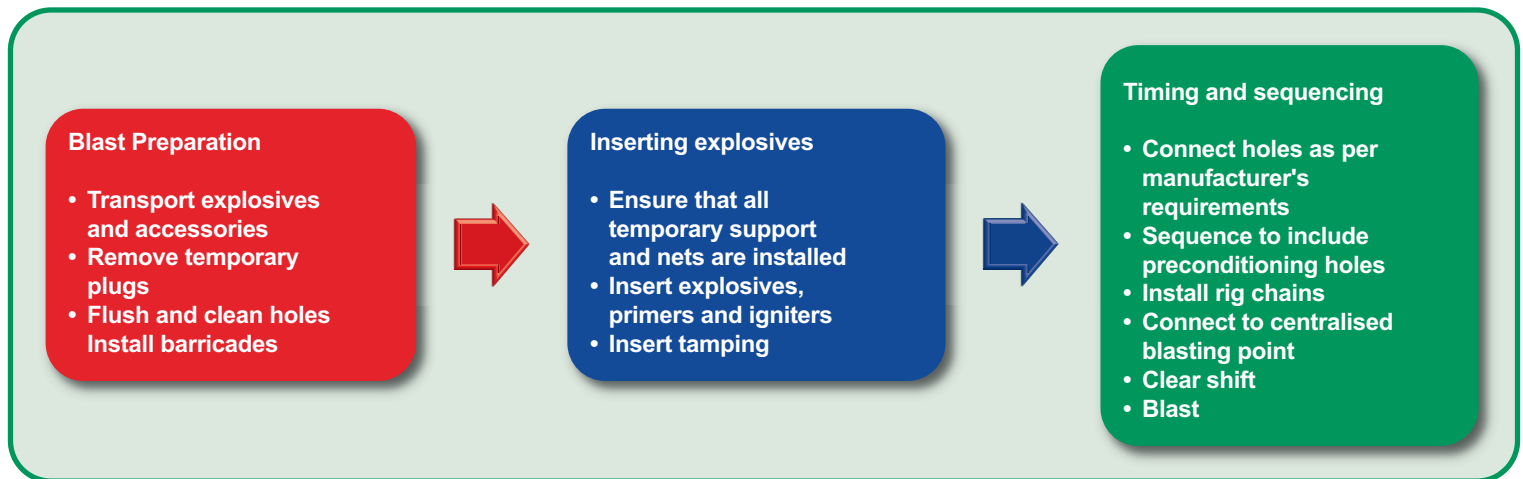 Blast Preparation
• Transport explosives
and accessories
• Remove temporary
plugs
• Flush and clean holes
Install barricades
Inserting explosives
• Ensure that all
temporary support
and nets are installed
• Insert explosives,
primers and igniters
• Insert tamping
Timing and sequencing
• Connect holes as per
manufacturer's
requirements
• Sequence to include
preconditioning holes
• Install rig chains
• Connect to centralised
blasting point
• Clear shift
• Blast